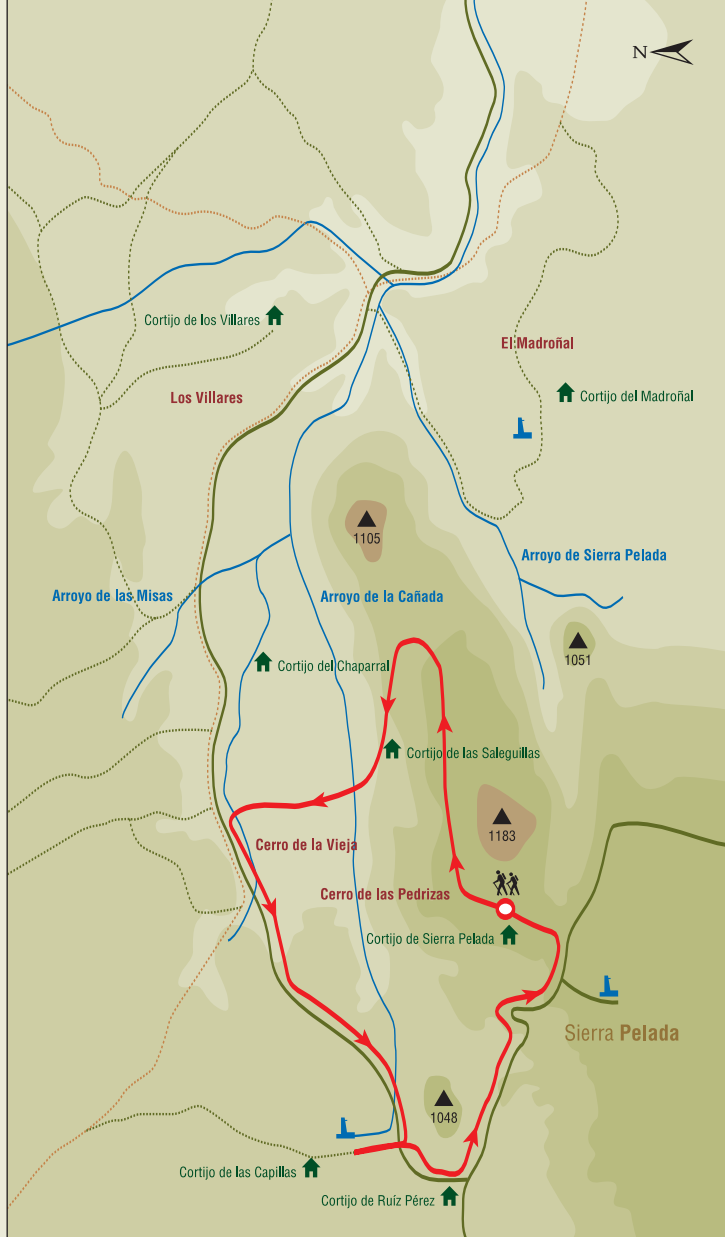 N
Cortijo de los Villares
El Madroñal
Los Villares
Cortijo del Madroñal
1105
Arroyo de Sierra Pelada
Arroyo de las Misas
Arroyo de la Cañada
1051
Cortijo del Chaparral
Cortijo de las Saleguillas
1183
Cerro de la Vieja
Cerro de las Pedrizas
Cortijo de Sierra Pelada
Sierra Pelada
1048
Cortijo de las Capillas
Cortijo de Ruíz Pérez